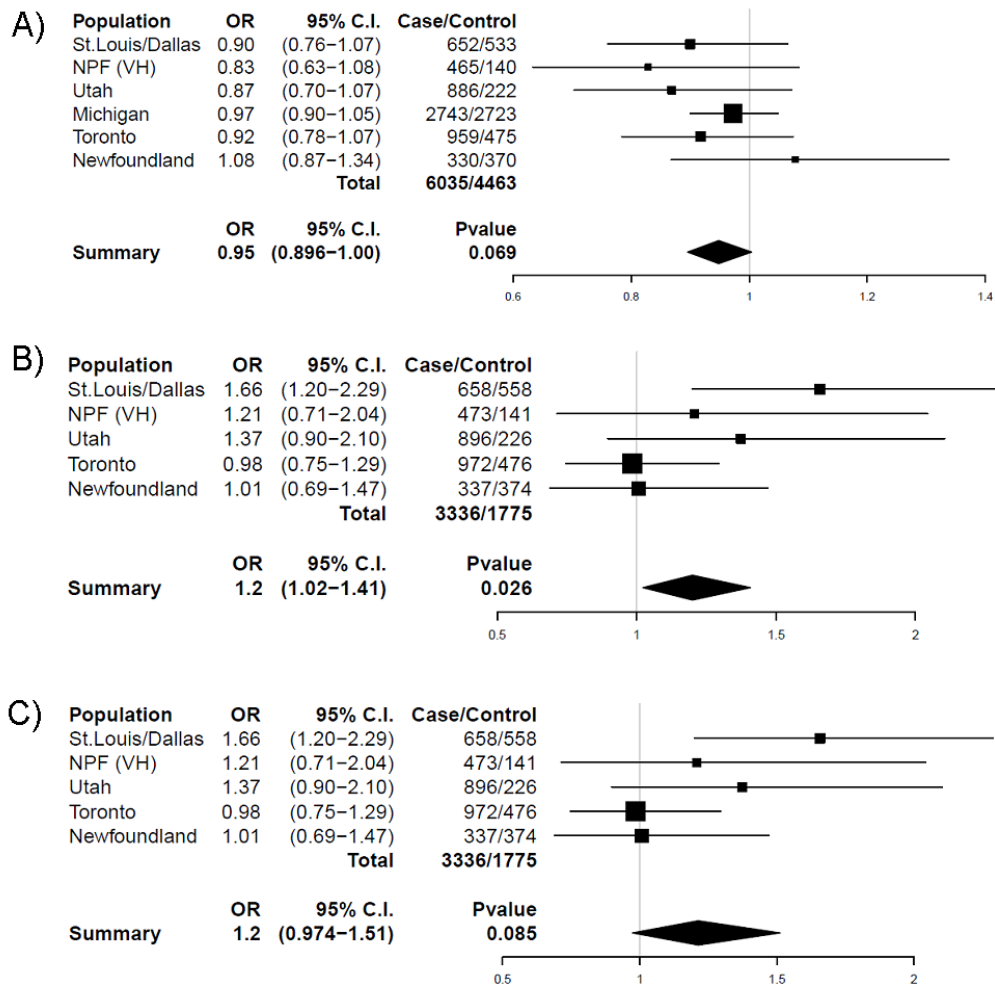 A)
Population OR 95% C.I. Case/Control
St.Louis/Dallas 0.90 (0.76−1.07) 652/533
NPF (VH) 0.83 (0.63−1.08) 465/140
Utah 0.87 (0.70−1.07) 886/222
Michigan 0.97 (0.90−1.05) 2743/2723
Toronto 0.92 (0.78−1.07) 959/475
Newfoundland 1.08 (0.87−1.34) 330/370
Total 6035/4463
OR 95% C.I. Pvalue
Summary 0.95 (0.896−1.00) 0.069
0.6 0.8 1 1.2 1.4
B)
Population OR 95% C.I. Case/Control
St.Louis/Dallas 1.66 (1.20−2.29) 658/558
NPF (VH) 1.21 (0.71−2.04) 473/141
Utah 1.37 (0.90−2.10) 896/226
Toronto 0.98 (0.75−1.29) 972/476
Newfoundland 1.01 (0.69−1.47) 337/374
Total 3336/1775
OR 95% C.I. Pvalue
Summary 1.2 (1.02−1.41) 0.026
0.5 1 1.5 2
C)
Population OR 95% C.I. Case/Control
St.Louis/Dallas 1.66 (1.20−2.29) 658/558
NPF (VH) 1.21 (0.71−2.04) 473/141
Utah 1.37 (0.90−2.10) 896/226
Toronto 0.98 (0.75−1.29) 972/476
Newfoundland 1.01 (0.69−1.47) 337/374
Total 3336/1775
OR 95% C.I. Pvalue
Summary 1.2 (0.974−1.51) 0.085
0.5 1 1.5 2